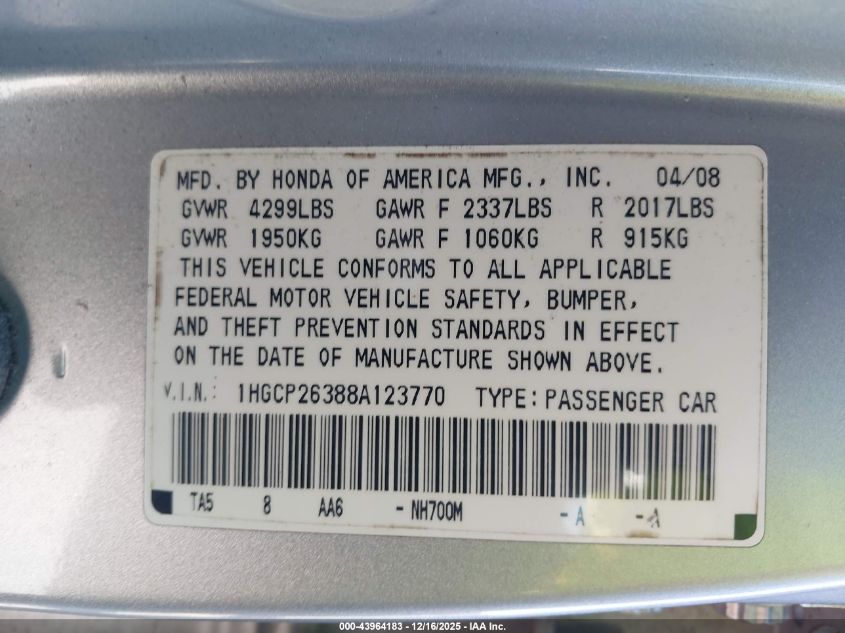 MFD. BY HONDA OF AMERICA MFG., INC. 04/08
GVWR 4299LBS GAWR F 2337LBS R 2017LBS
GVWR 1950KG GAWR F 1060KG R 915KG
THIS VEHICLE CONFORMS TO ALL APPLICABLE
FEDERAL MOTOR VEHICLE SAFETY, BUMPER,
AND THEFT PREVENTION STANDARDS IN EFFECT
ON THE DATE OF MANUFACTURE SHOWN ABOVE.
V.I.N.: 1HGCP26388A123770 TYPE: PASSENGER CAR
TA5 8 AA6 -NH700M -A -A
000-43964183 - 12/16/2025 - IAA Inc.